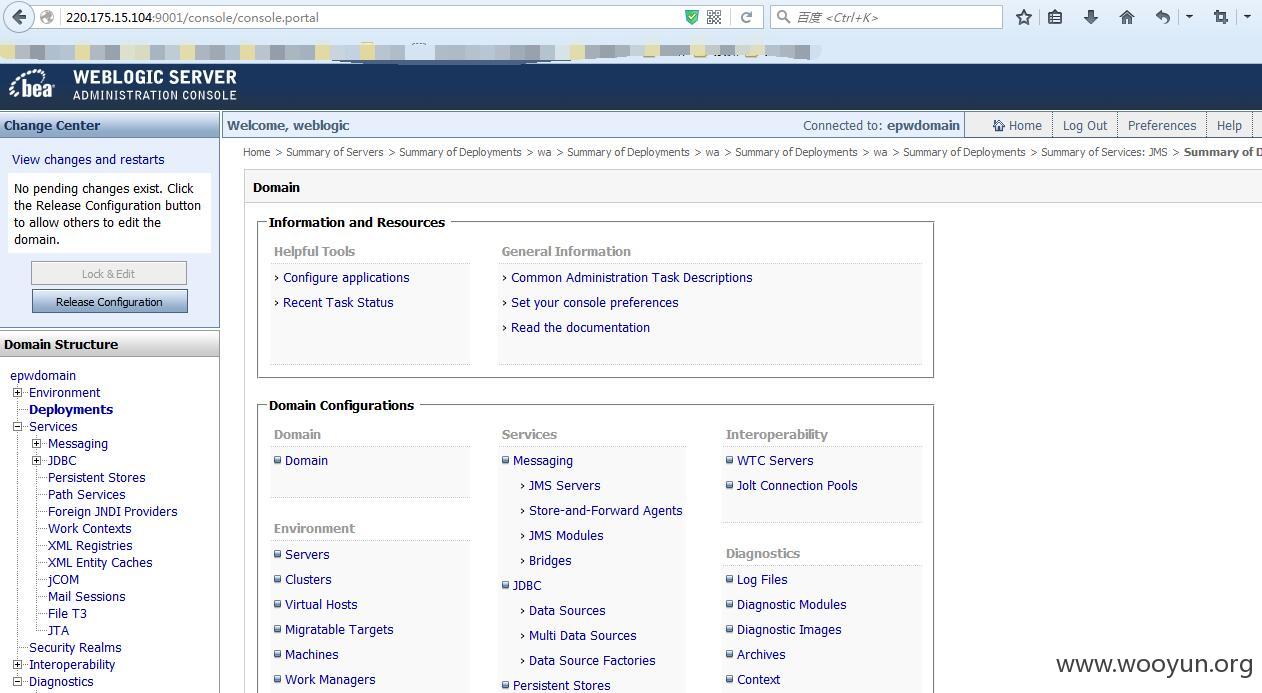 220.175.15.104:9001/console/console.portal
百度 <Ctrl+K>
bea
WEBLOGIC SERVER
ADMINISTRATION CONSOLE
Change Center
View changes and restarts
No pending changes exist. Click
the Release Configuration button
to allow others to edit the
domain.
Lock & Edit
Release Configuration
Domain Structure
epwdomain
Environment
Deployments
Services
Messaging
JDBC
Persistent Stores
Path Services
Foreign JNDI Providers
Work Contexts
XML Registries
XML Entity Caches
jCOM
Mail Sessions
File T3
JTA
Security Realms
Interoperability
Diagnostics
Welcome, weblogic
Connected to: epwdomain
Home
Log Out
Preferences
Help
Home > Summary of Servers > Summary of Deployments > wa > Summary of Deployments > wa > Summary of Deployments > wa > Summary of Deployments > Summary of Services: JMS > Summary of D
Domain
Information and Resources
Helpful Tools
› Configure applications
› Recent Task Status
General Information
› Common Administration Task Descriptions
› Set your console preferences
› Read the documentation
Domain Configurations
Domain
Domain
Environment
Servers
Clusters
Virtual Hosts
Migratable Targets
Machines
Work Managers
Services
Messaging
› JMS Servers
› Store-and-Forward Agents
› JMS Modules
› Bridges
JDBC
› Data Sources
› Multi Data Sources
› Data Source Factories
Persistent Stores
Interoperability
WTC Servers
Jolt Connection Pools
Diagnostics
Log Files
Diagnostic Modules
Diagnostic Images
Archives
Context
www.wooyun.org